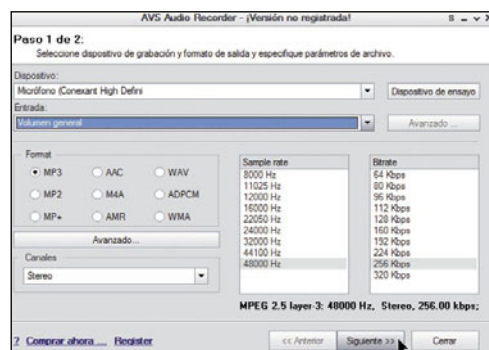 AVS Audio Recorder - ¡Versión no registrada!
Paso 1 de 2:
Seleccione dispositivo de grabación y formato de salida y especifique parámetros de archivo.
Dispositivo:
Micrófono (Conexant High Defini
Dispositivo de ensayo
Entrada:
Volumen general
Avanzado ...
Format
MP3 AAC WAV
MP2 M4A ADPCM
MP+ AMR WMA
Avanzado...
Canales
Stereo
Sample rate
8000 Hz
11025 Hz
12000 Hz
16000 Hz
22050 Hz
24000 Hz
32000 Hz
44100 Hz
48000 Hz
Bitrate
64 Kbps
80 Kbps
96 Kbps
112 Kbps
128 Kbps
160 Kbps
192 Kbps
224 Kbps
256 Kbps
320 Kbps
MPEG 2.5 layer-3: 48000 Hz, Stereo, 256.00 kbps;
? Comprar ahora ... Register
<< Anterior Siguiente >> Cerrar